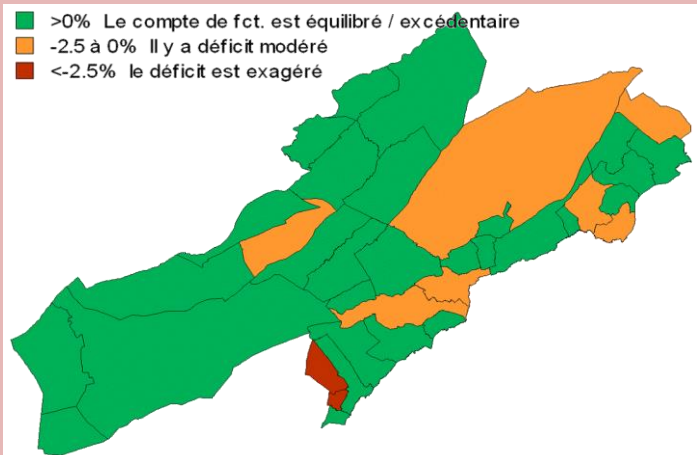 >0% Le compte de fct. est équilibré / excédentaire
-2.5 à 0% Il y a déficit modéré
<-2.5% le déficit est exagéré